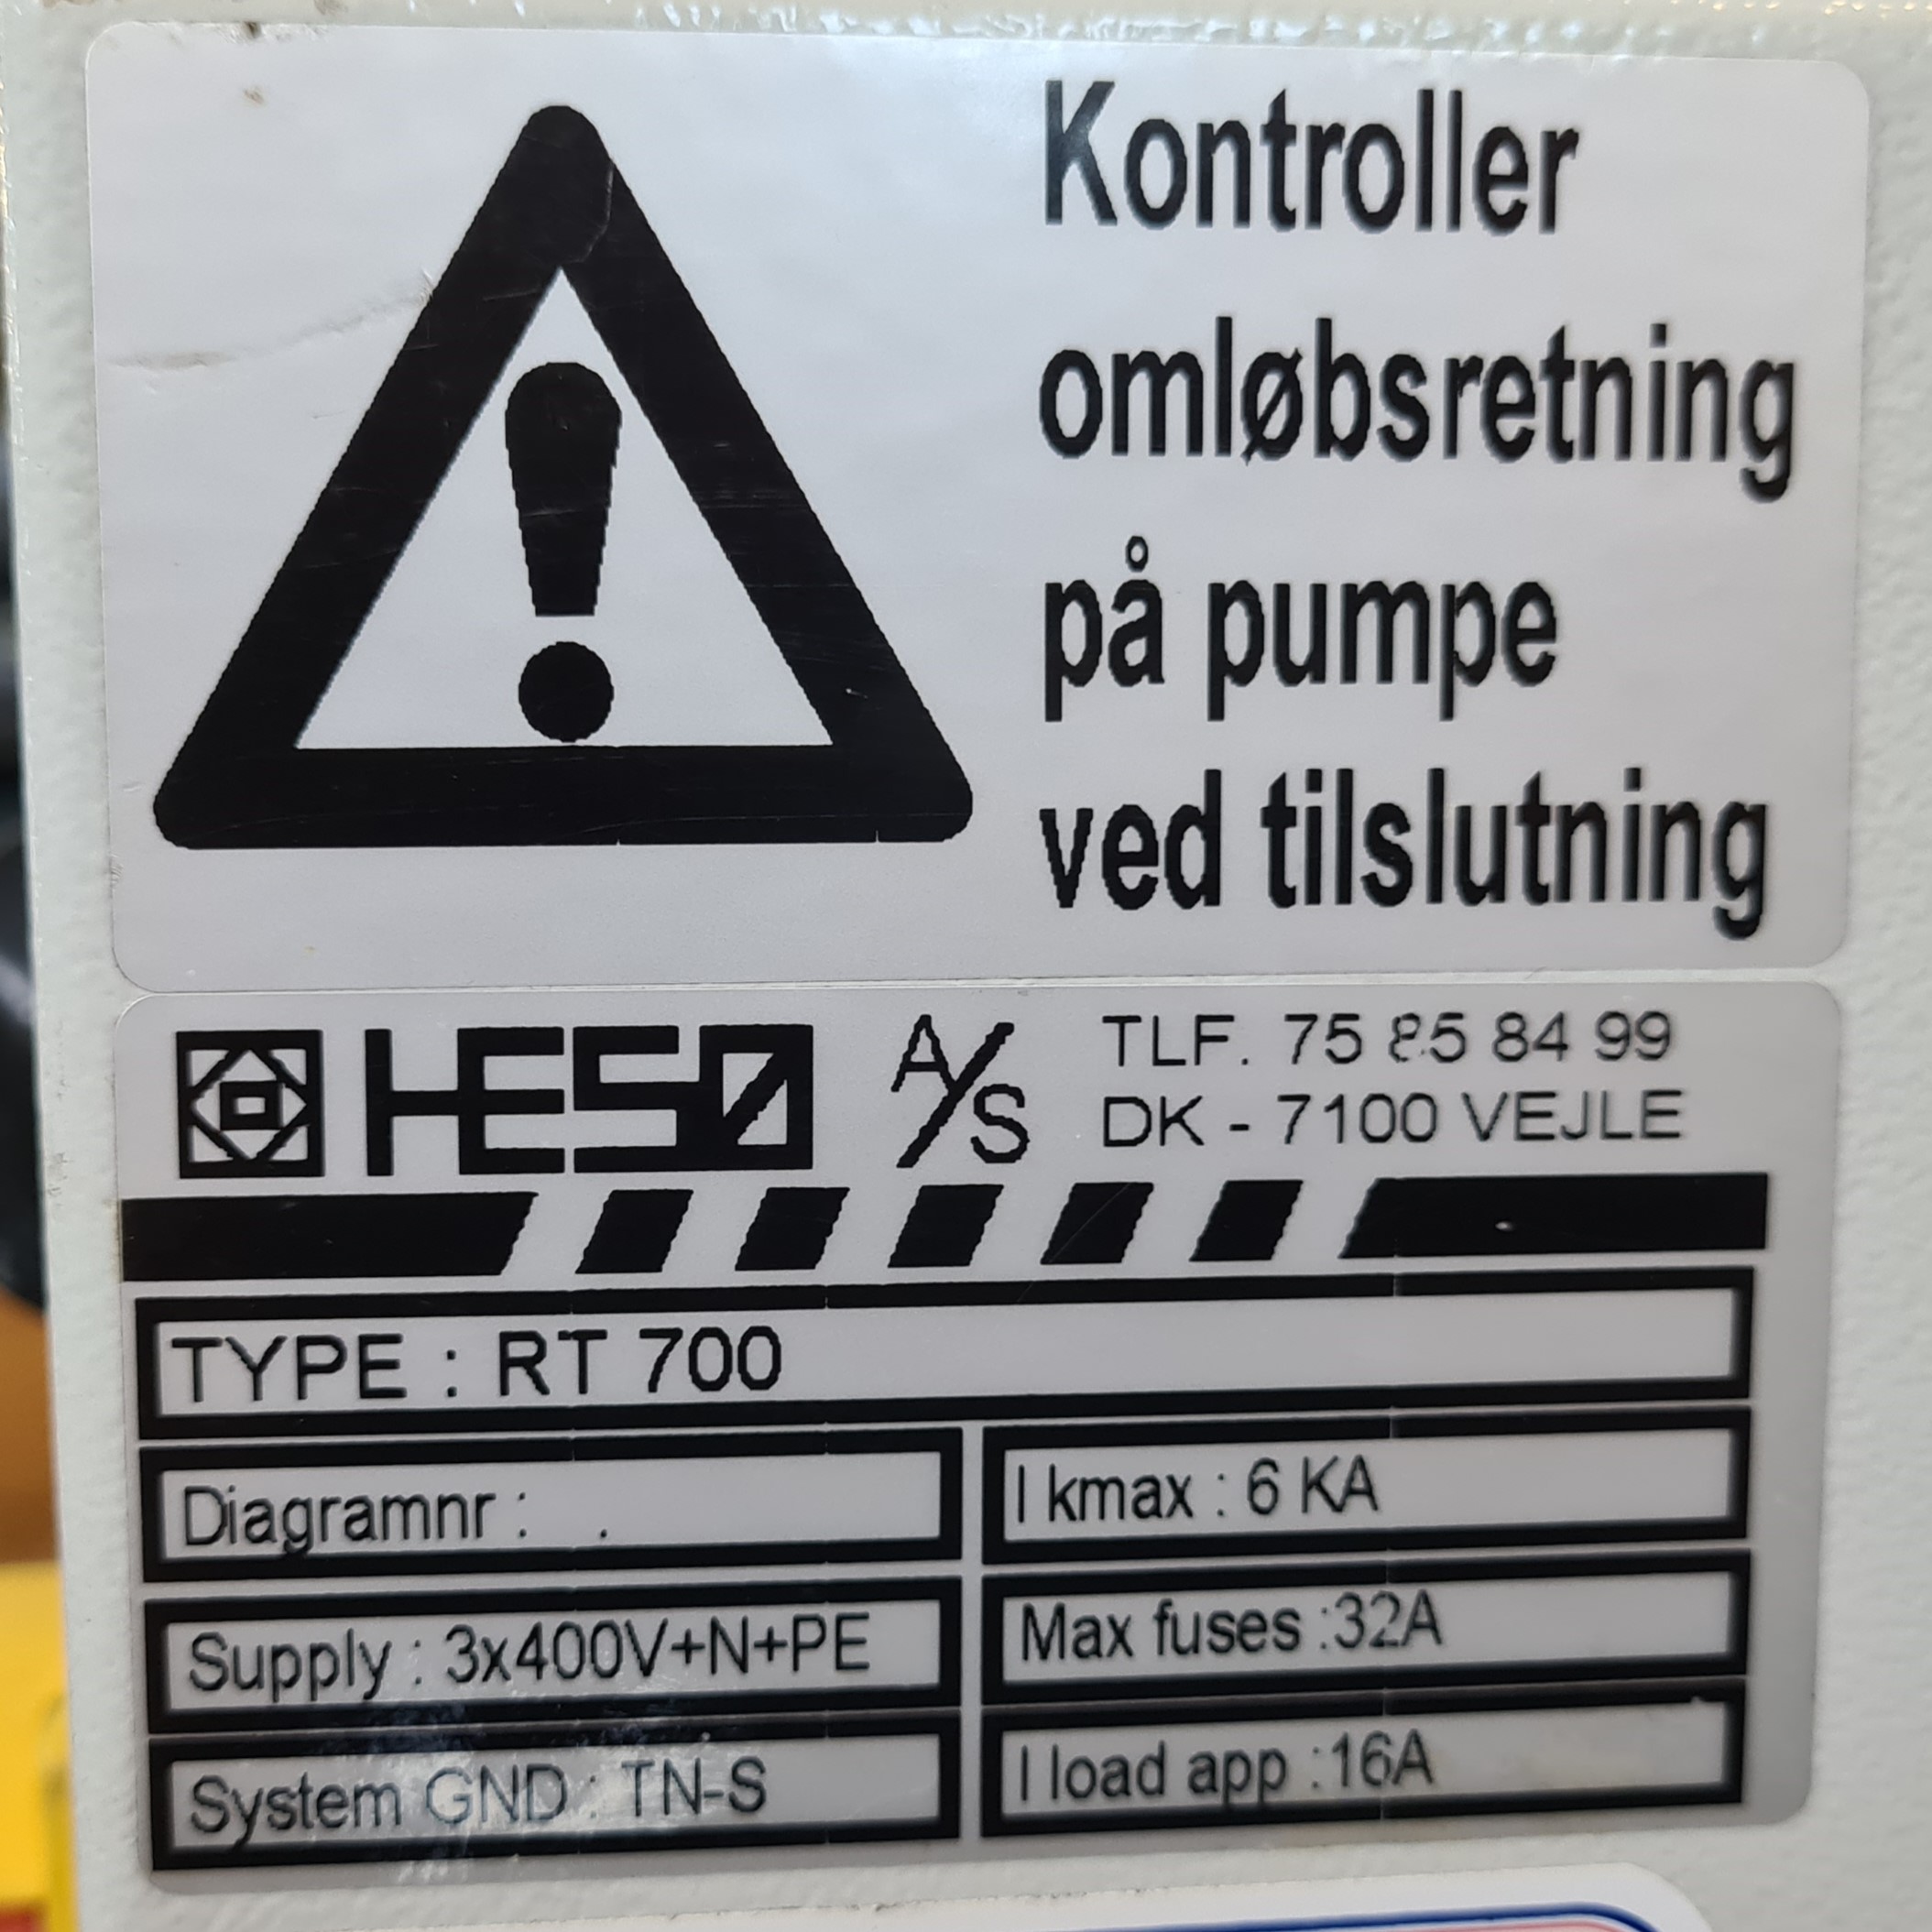 Kontroller
omløbsretning
på pumpe
ved tilslutning
HESØ A/S TLF. 75 85 84 99
DK - 7100 VEJLE
TYPE : RT 700
Diagramnr : .
I kmax : 6 KA
Supply : 3x400V+N+PE
Max fuses :32A
System GND : TN-S
I load app :16A